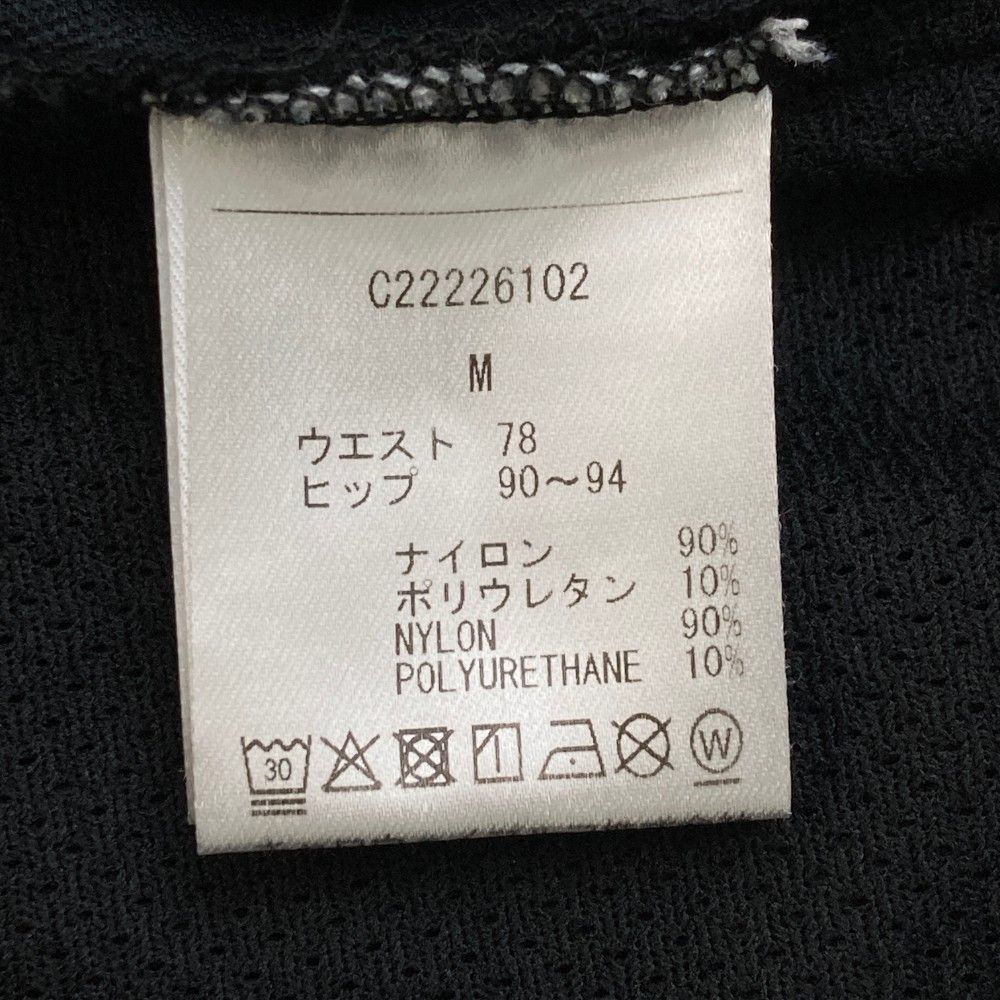 C22226102
M
ウエスト 78
ヒップ 90～94
ナイロン 90%
ポリウレタン 10%
NYLON 90%
POLYURETHANE 10%
30 W